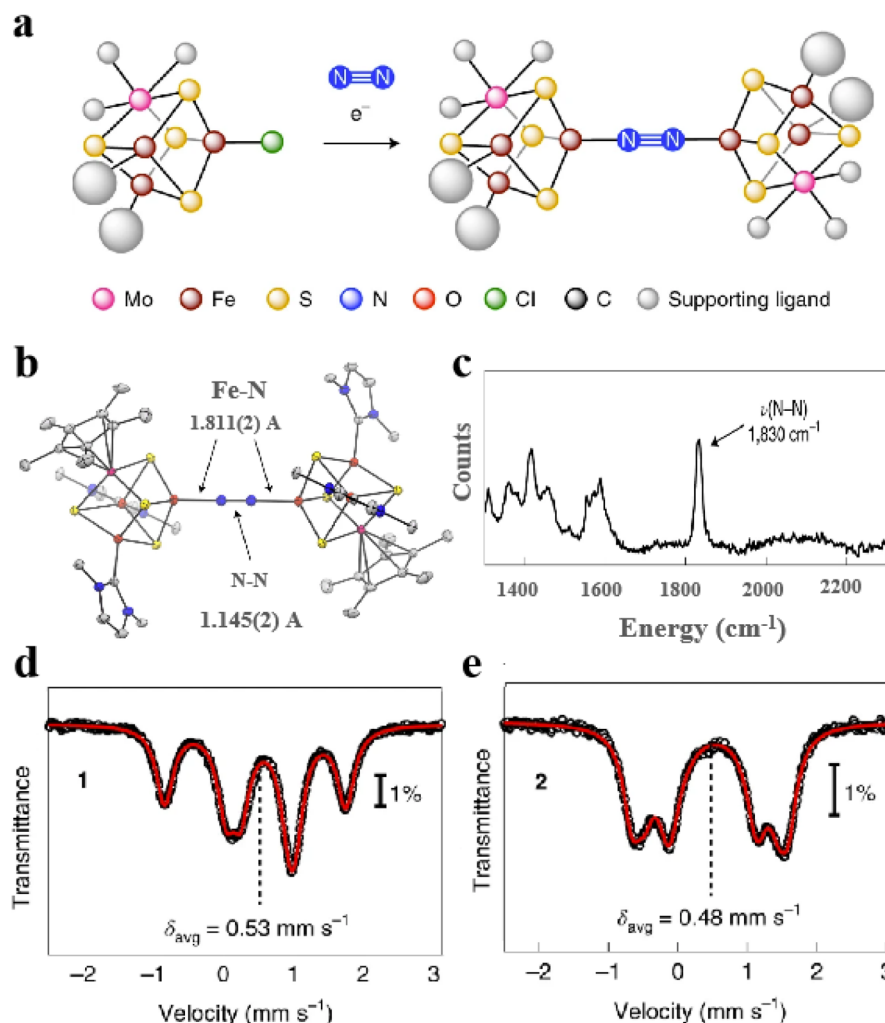 a
N N
e⁻
N N
Mo Fe S N O Cl C Supporting ligand
b
Fe-N
1.811(2) A
N-N
1.145(2) A
c
Counts
ν(N–N)
1,830 cm⁻¹
1400 1600 1800 2000 2200
Energy (cm⁻¹)
d
Transmittance
1
1%
δavg = 0.53 mm s⁻¹
–2 –1 0 1 2 3
Velocity (mm s⁻¹)
e
Transmittance
2
1%
δavg = 0.48 mm s⁻¹
–2 –1 0 1 2 3
Velocity (mm s⁻¹)